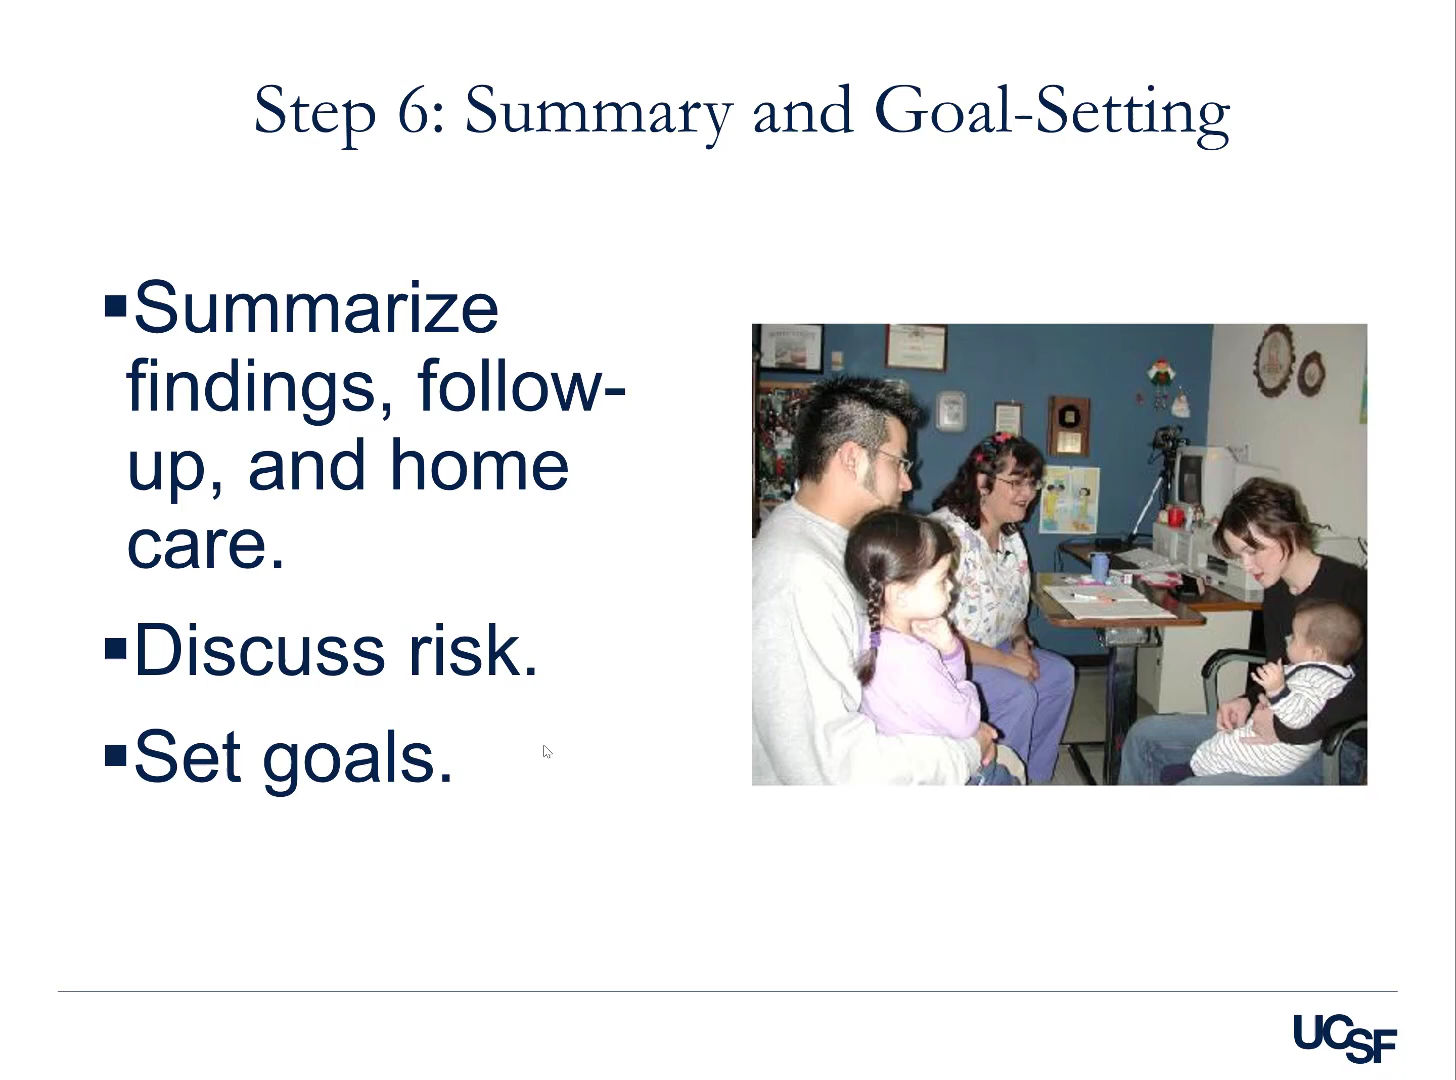 Step 6: Summary and Goal-Setting
▪Summarize
findings, follow-
up, and home
care.
▪Discuss risk.
▪Set goals.
UCSF